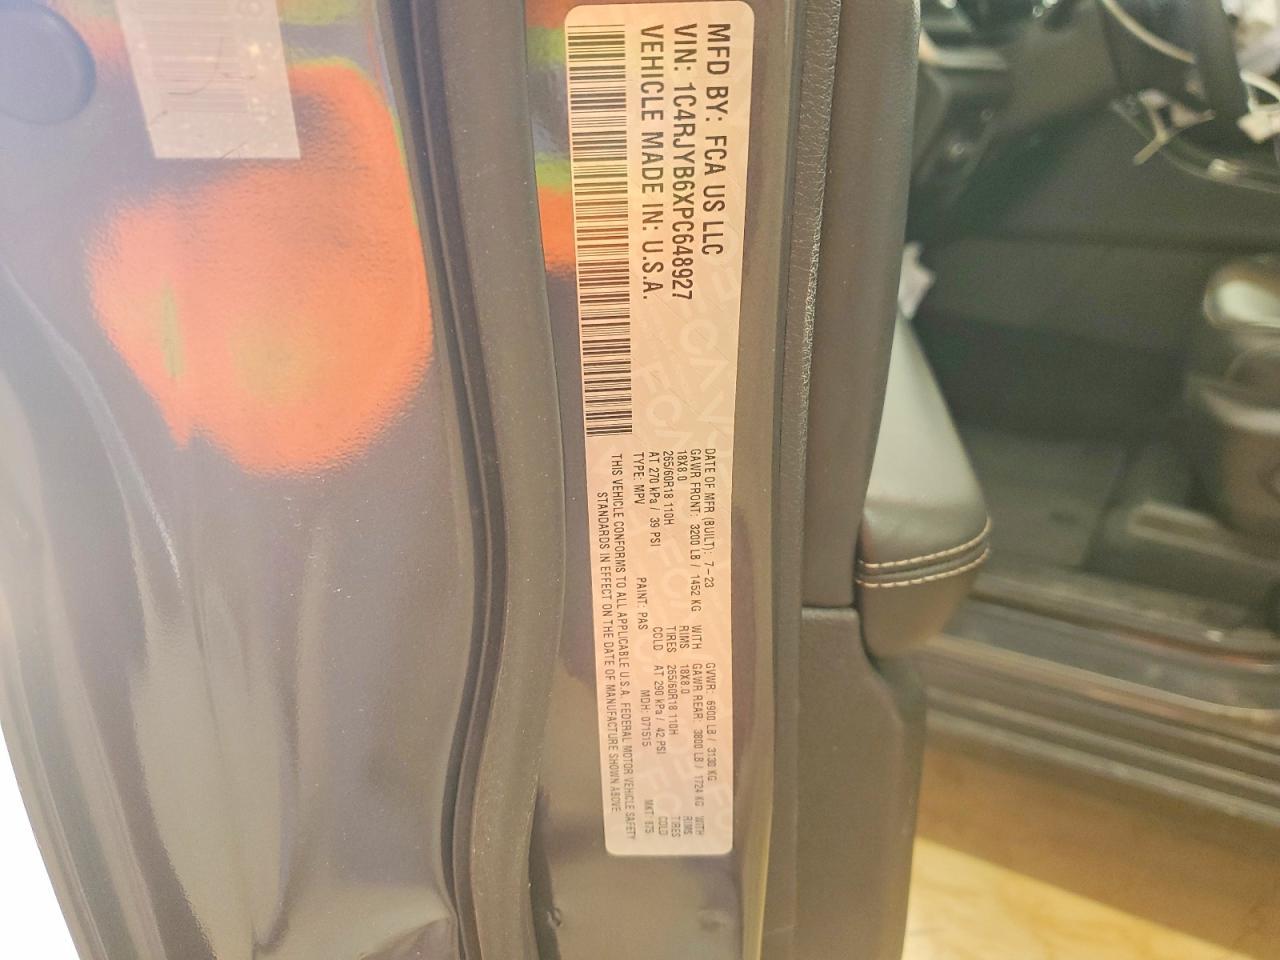 MFD BY: FCA US LLC
VIN: 1C4RJYB6XPC648927
VEHICLE MADE IN: U.S.A.
DATE OF MFR (BUILT): 7-23 GVWR: 6900 LB / 3130 KG
GAWR FRONT: 3200 LB / 1452 KG WITH GAWR REAR: 3800 LB / 1724 KG WITH
18X8.0 RIMS 18X8.0 RIMS
265/60R18 110H TIRES 265/60R18 110H TIRES
AT 270 kPa / 39 PSI COLD AT 290 kPa / 42 PSI COLD
TYPE: MPV PAINT: PAS MDH: 071515 MKT: 875
THIS VEHICLE CONFORMS TO ALL APPLICABLE U.S.A. FEDERAL MOTOR VEHICLE SAFETY
STANDARDS IN EFFECT ON THE DATE OF MANUFACTURE SHOWN ABOVE.